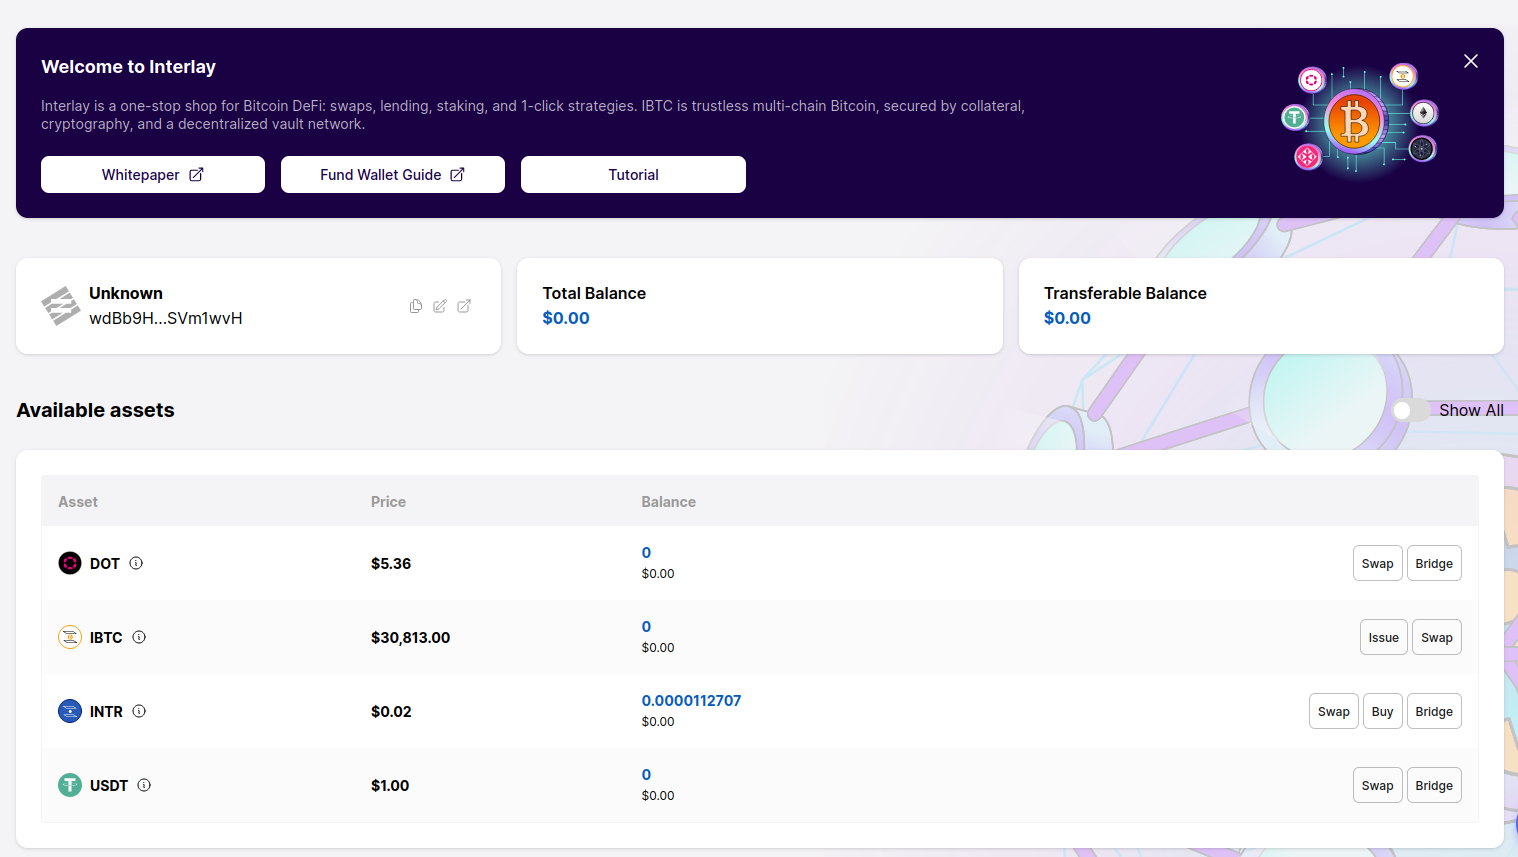 Welcome to Interlay
Interlay is a one-stop shop for Bitcoin DeFi: swaps, lending, staking, and 1-click strategies. IBTC is trustless multi-chain Bitcoin, secured by collateral,
cryptography, and a decentralized vault network.
Whitepaper Fund Wallet Guide Tutorial
Unknown
wdBb9H...SVm1wvH
Total Balance
$0.00
Transferable Balance
$0.00
Available assets
Show All
Asset Price Balance
DOT $5.36 0
$0.00
Swap Bridge
IBTC $30,813.00 0
$0.00
Issue Swap
INTR $0.02 0.0000112707
$0.00
Swap Buy Bridge
USDT $1.00 0
$0.00
Swap Bridge